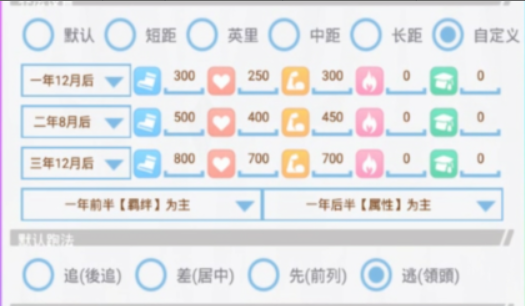 默认 短距 英里 中距 长距 自定义
一年12月后 300 250 300 0 0
二年8月后 500 400 450 0 0
三年12月后 800 700 700 0 0
一年前半【羁绊】为主 一年后半【属性】为主
默认跑法
追(後追) 差(居中) 先(前列) 逃(領頭)